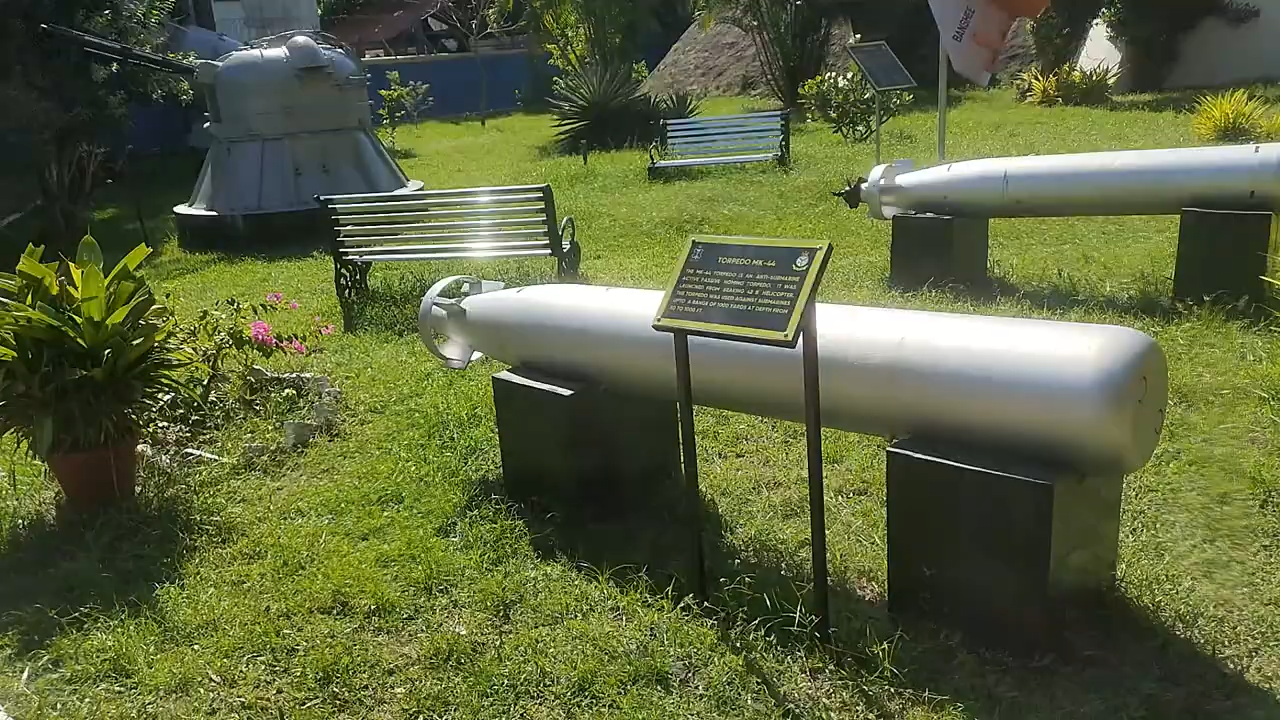 BANSHEE
TORPEDO MK-44
THE MK-44 TORPEDO IS AN ANTI-SUBMARINE
ACTIVE PASSIVE HOMING TORPEDO. IT WAS
LAUNCHED FROM SEAKING 42 B HELICOPTER.
THE TORPEDO WAS USED AGAINST SUBMARINES
UPTO A RANGE OF 1000 YARDS AT DEPTH FROM
50 TO 1000 FT.